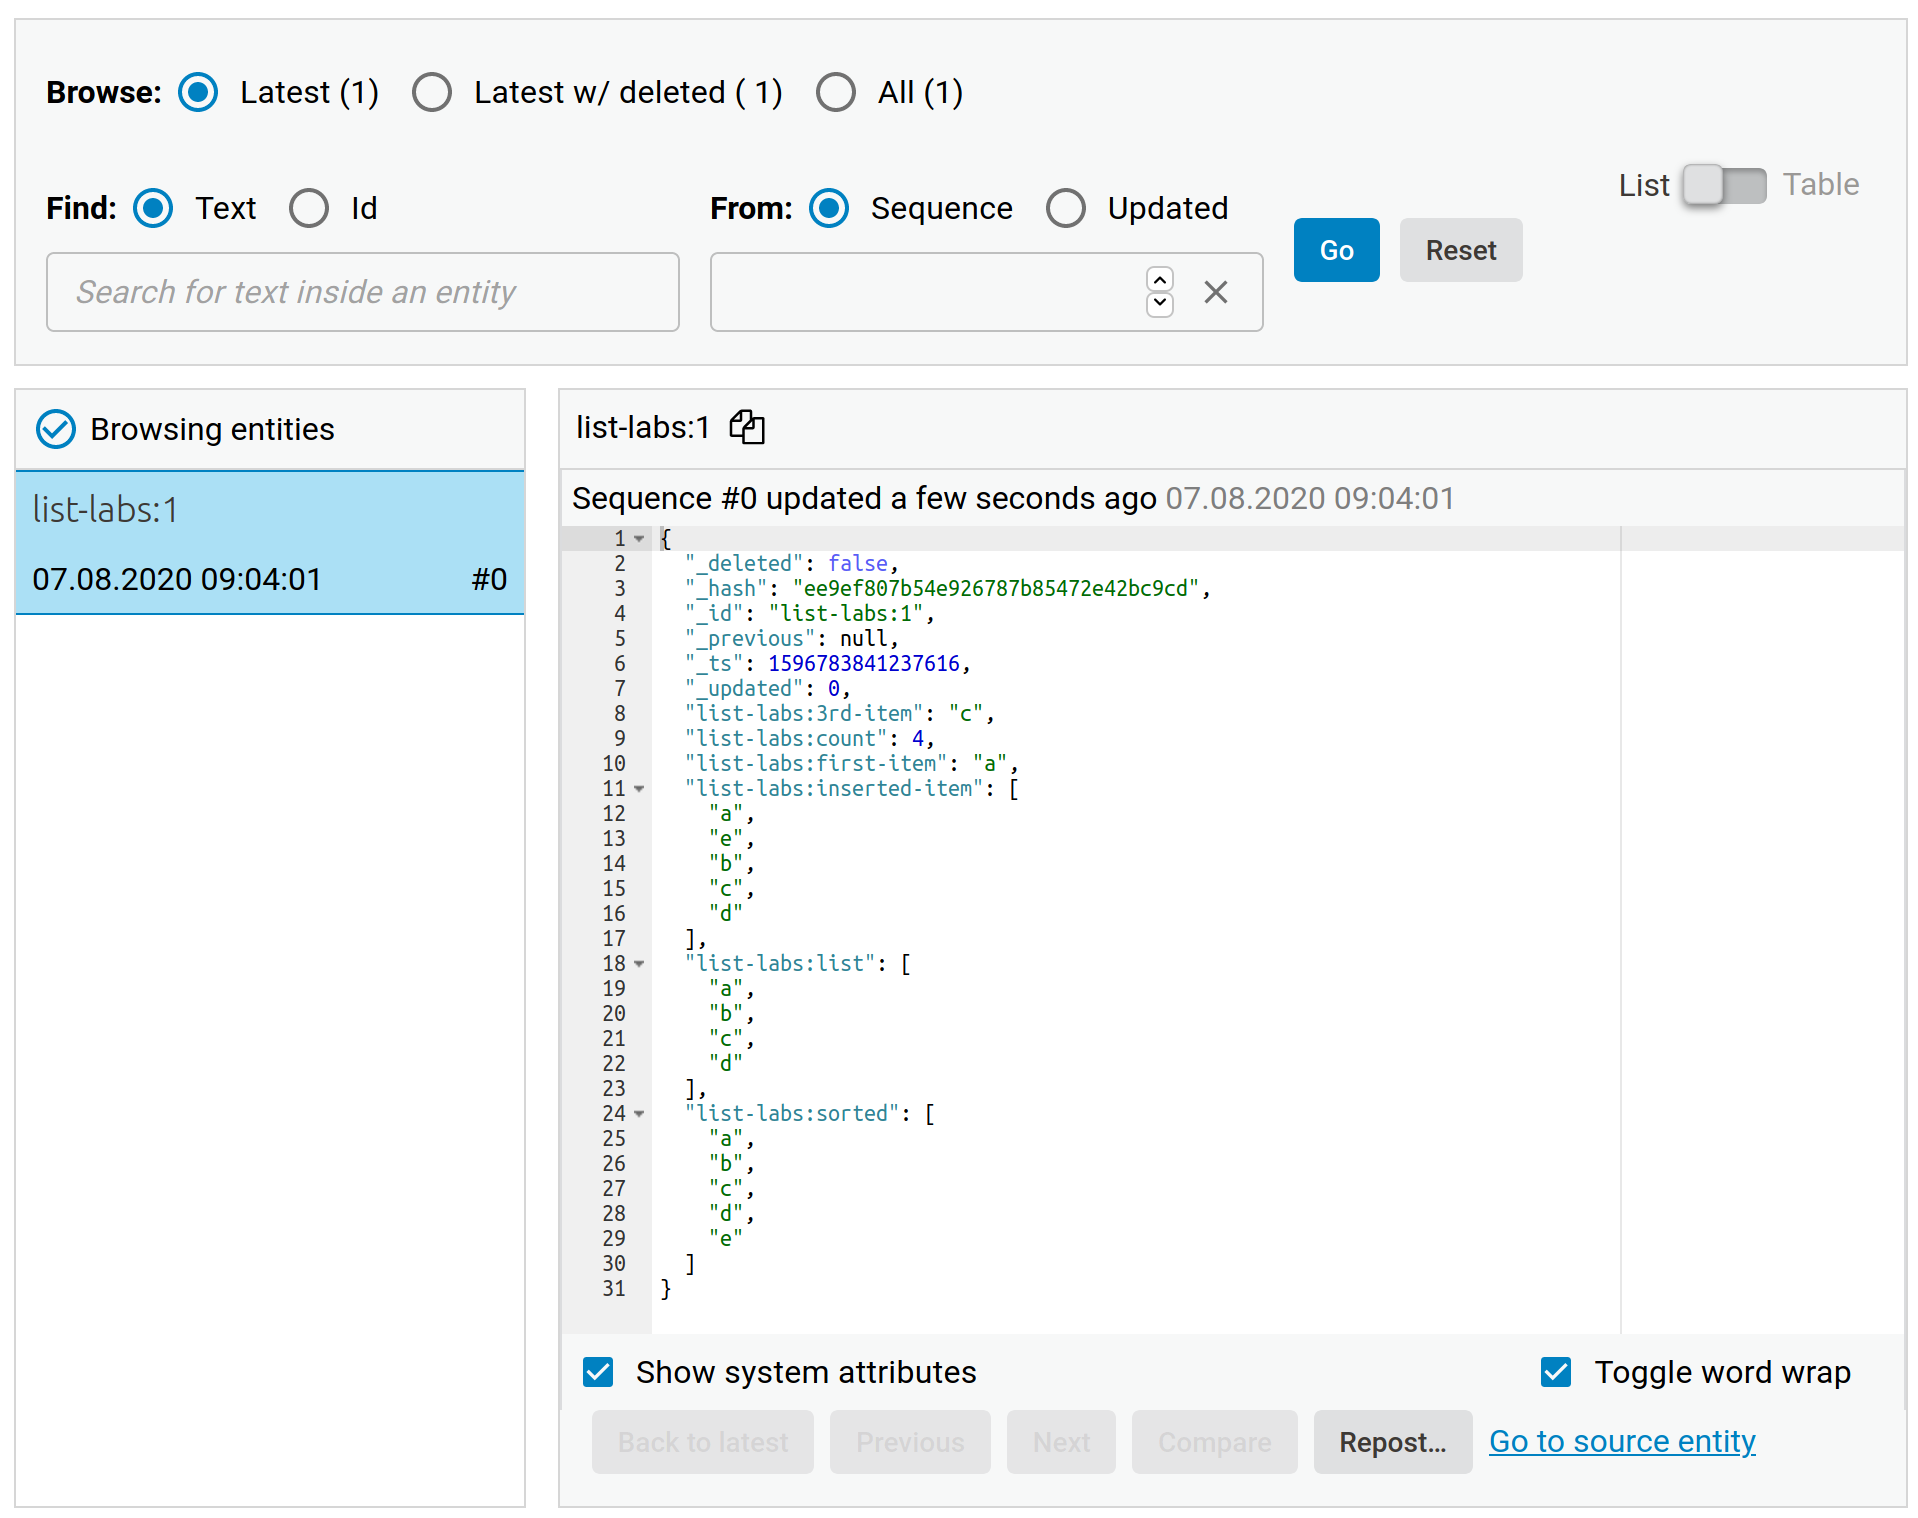 Browse: Latest (1) Latest w/ deleted ( 1) All (1)
List Table
Find: Text Id From: Sequence Updated
Go Reset
Search for text inside an entity
Browsing entities
list-labs:1
07.08.2020 09:04:01 #0
list-labs:1
Sequence #0 updated a few seconds ago 07.08.2020 09:04:01
1 {
2 "_deleted": false,
3 "_hash": "ee9ef807b54e926787b85472e42bc9cd",
4 "_id": "list-labs:1",
5 "_previous": null,
6 "_ts": 1596783841237616,
7 "_updated": 0,
8 "list-labs:3rd-item": "c",
9 "list-labs:count": 4,
10 "list-labs:first-item": "a",
11 "list-labs:inserted-item": [
12 "a",
13 "e",
14 "b",
15 "c",
16 "d"
17 ],
18 "list-labs:list": [
19 "a",
20 "b",
21 "c",
22 "d"
23 ],
24 "list-labs:sorted": [
25 "a",
26 "b",
27 "c",
28 "d",
29 "e"
30 ]
31 }
Show system attributes Toggle word wrap
Back to latest Previous Next Compare Repost... Go to source entity